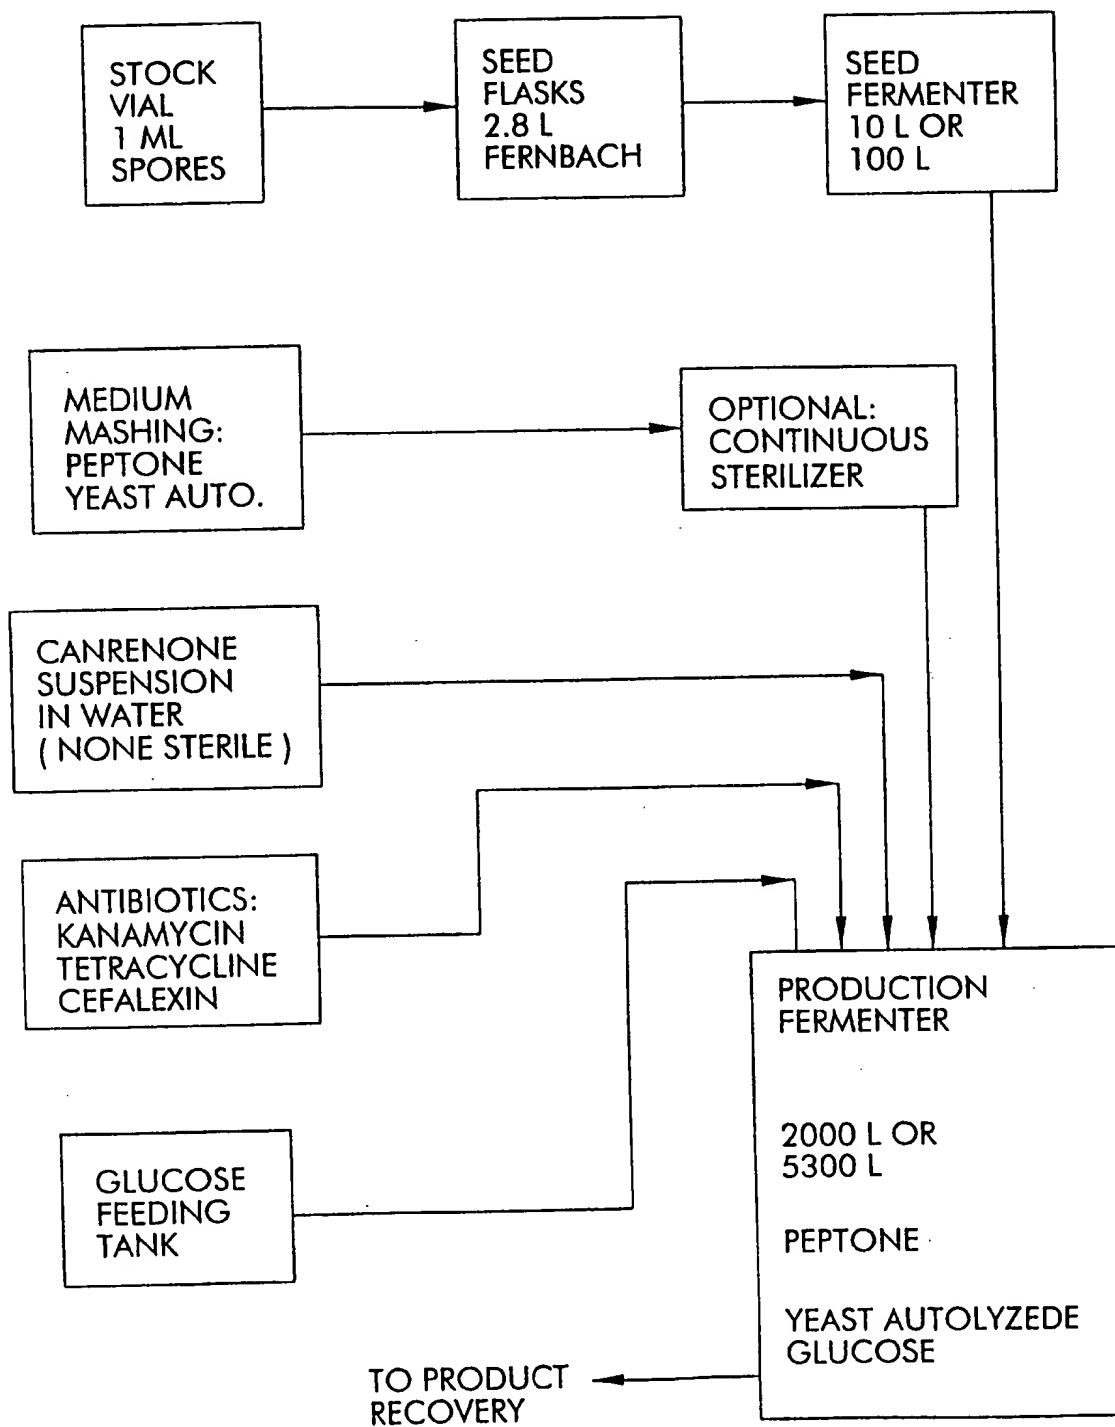 STOCK
VIAL
1 ML
SPORES
SEED
FLASKS
2.8 L
FERNBACH
SEED
FERMENTER
10 L OR
100 L
MEDIUM
MASHING:
PEPTONE
YEAST AUTO.
OPTIONAL:
CONTINUOUS
STERILIZER
CANRENONE
SUSPENSION
IN WATER
( NONE STERILE )
ANTIBIOTICS:
KANAMYCIN
TETRACYCLINE
CEFALEXIN
GLUCOSE
FEEDING
TANK
PRODUCTION
FERMENTER
2000 L OR
5300 L
PEPTONE
YEAST AUTOLYZEDE
GLUCOSE
TO PRODUCT
RECOVERY